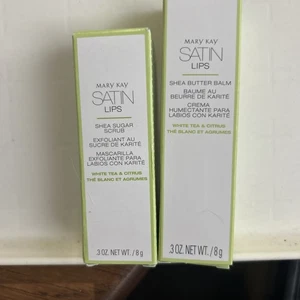 MARY KAY
SATIN
LIPS
SHEA SUGAR
SCRUB
EXFOLIANT AU
SUCRE DE KARITÉ
MASCARILLA
EXFOLIANTE PARA
LABIOS CON KARITÉ
WHITE TEA & CITRUS
THÉ BLANC ET AGRUMES
.3 OZ. NET WT. / 8 g
MARY KAY
SATIN
LIPS
SHEA BUTTER BALM
BAUME AU
BEURRE DE KARITÉ
CREMA
HUMECTANTE PARA
LABIOS CON KARITÉ
WHITE TEA & CITRUS
THÉ BLANC ET AGRUMES
.3 OZ. NET WT. / 8 g